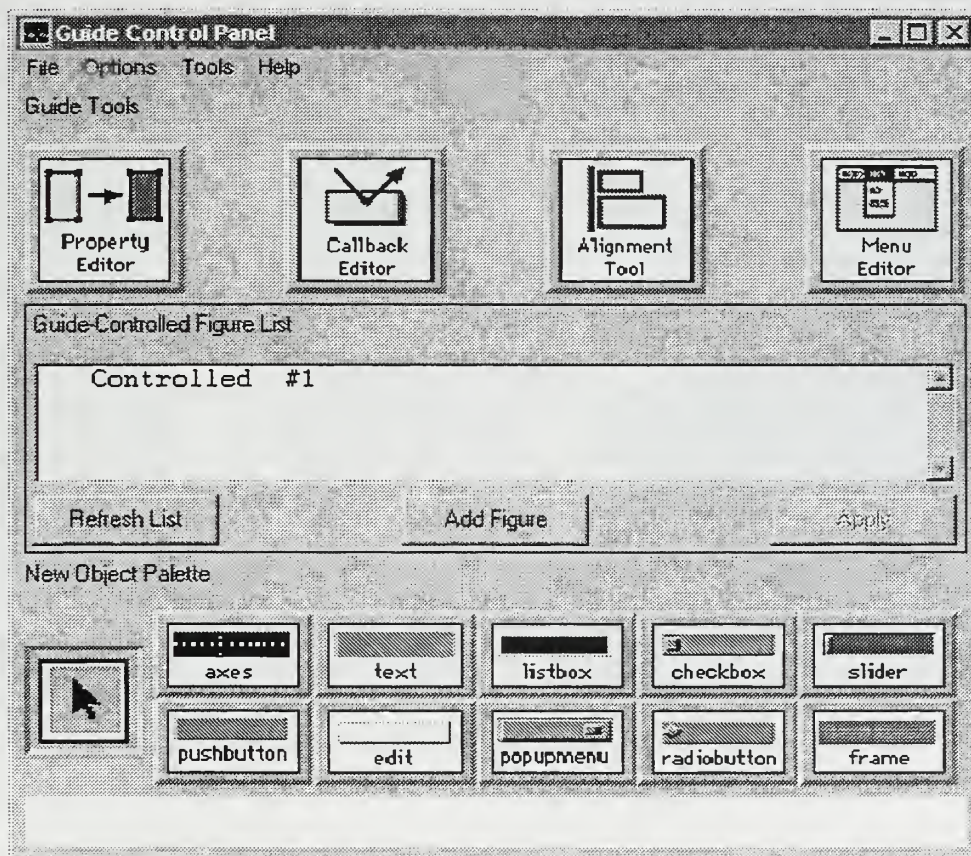 Guide Control Panel
File Options Tools Help
Guide Tools
Property Editor
Callback Editor
Alignment Tool
Menu Editor
Guide-Controlled Figure List
Controlled #1
Refresh List Add Figure Apply
New Object Palette
axes text listbox checkbox slider
pushbutton edit popupmenu radiobutton frame